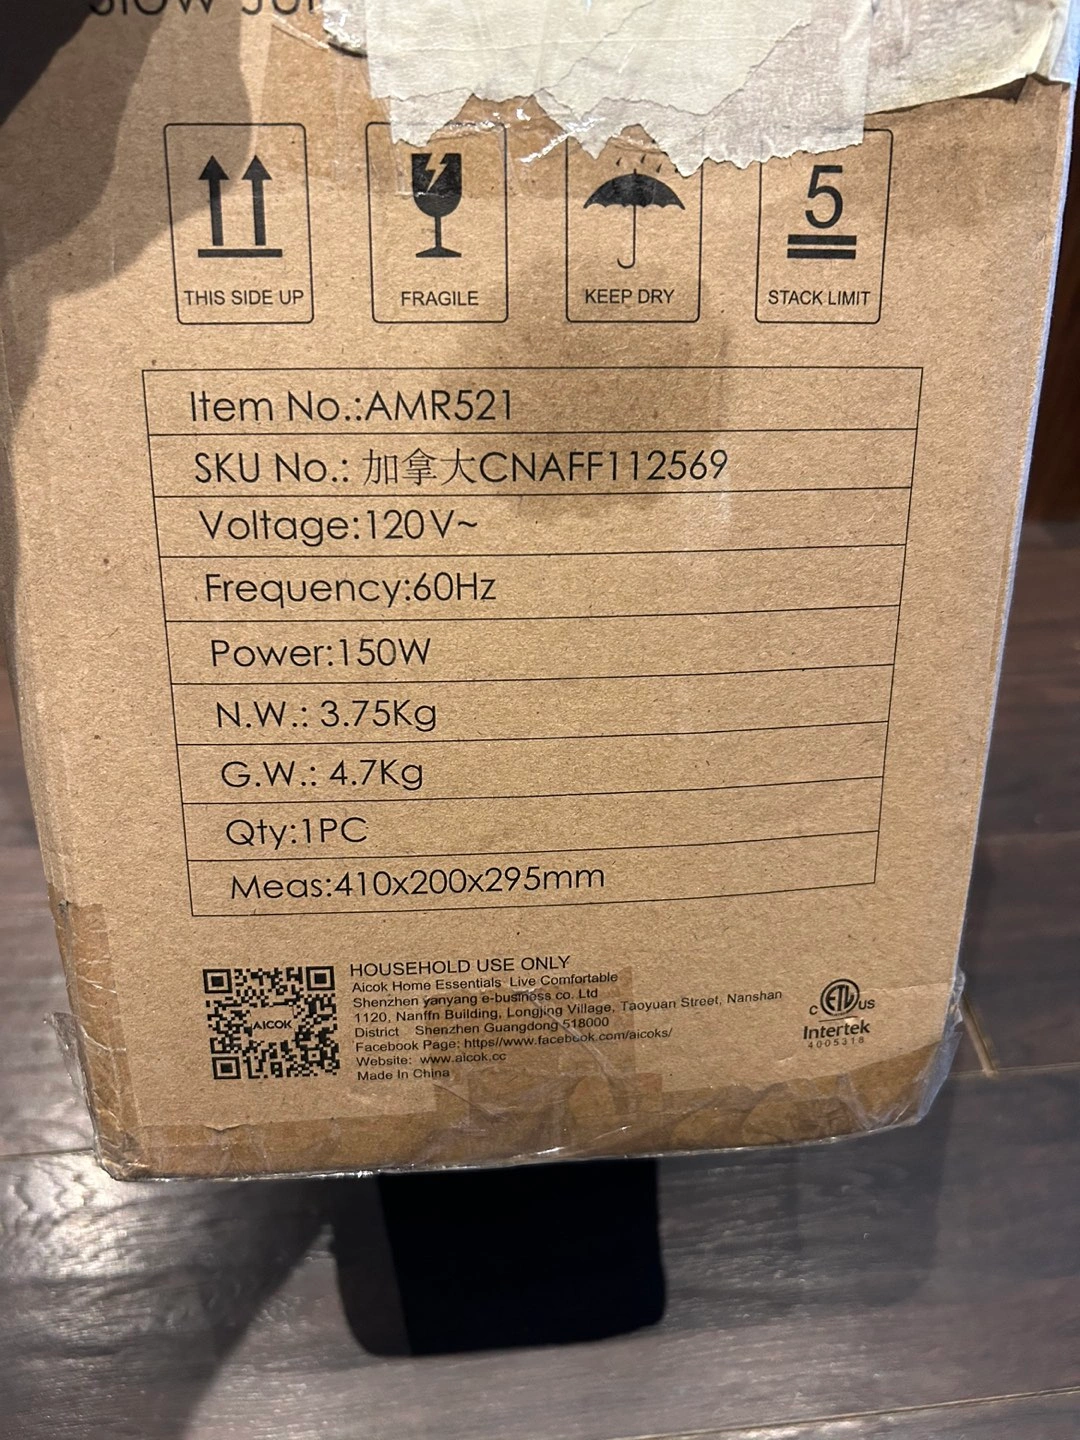 THIS SIDE UP
FRAGILE
KEEP DRY
5
STACK LIMIT
Item No.:AMR521
SKU No.: 加拿大CNAFF112569
Voltage:120V~
Frequency:60Hz
Power:150W
N.W.: 3.75Kg
G.W.: 4.7Kg
Qty:1PC
Meas:410x200x295mm
AICOK
HOUSEHOLD USE ONLY
Aicok Home Essentials Live Comfortable
Shenzhen yanyang e-business co. Ltd
1120, Nanffn Building, Longjing Village, Taoyuan Street, Nanshan
District Shenzhen Guangdong 518000
Facebook Page: https//www.facebook.com/aicoks/
Website: www.aicok.cc
Made In China
C ETL US
Intertek
4005318